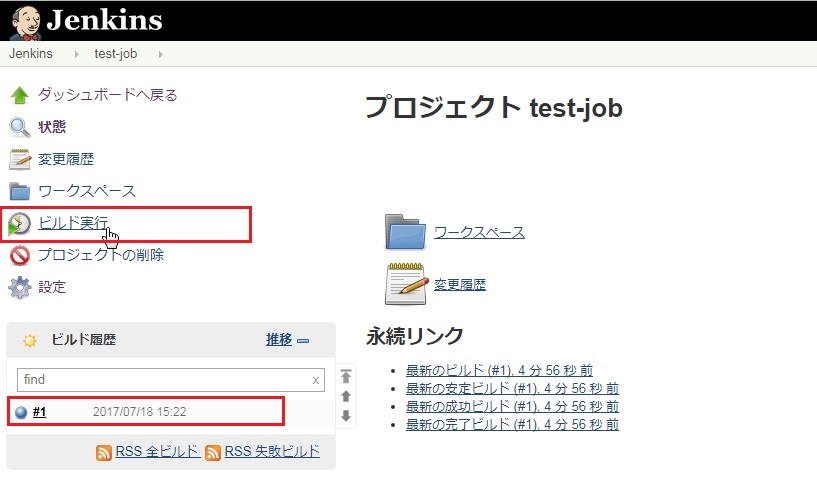 Jenkins
Jenkins test-job
ダッシュボードへ戻る
状態
変更履歴
ワークスペース
ビルド実行
プロジェクトの削除
設定
ビルド履歴 推移
find x
#1 2017/07/18 15:22
RSS 全ビルド RSS 失敗ビルド
プロジェクト test-job
ワークスペース
変更履歴
永続リンク
最新のビルド (#1), 4 分 56 秒 前
最新の安定ビルド (#1), 4 分 56 秒 前
最新の成功ビルド (#1), 4 分 56 秒 前
最新の完了ビルド (#1), 4 分 56 秒 前